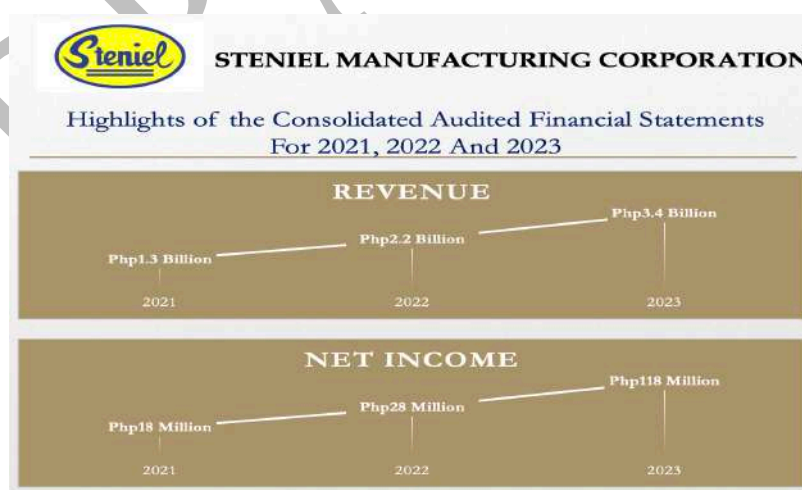 Steniel
STENIEL MANUFACTURING CORPORATION
Highlights of the Consolidated Audited Financial Statements
For 2021, 2022 And 2023
REVENUE
Php1.3 Billion
Php2.2 Billion
Php3.4 Billion
2021
2022
2023
NET INCOME
Php18 Million
Php28 Million
Php118 Million
2021
2022
2023